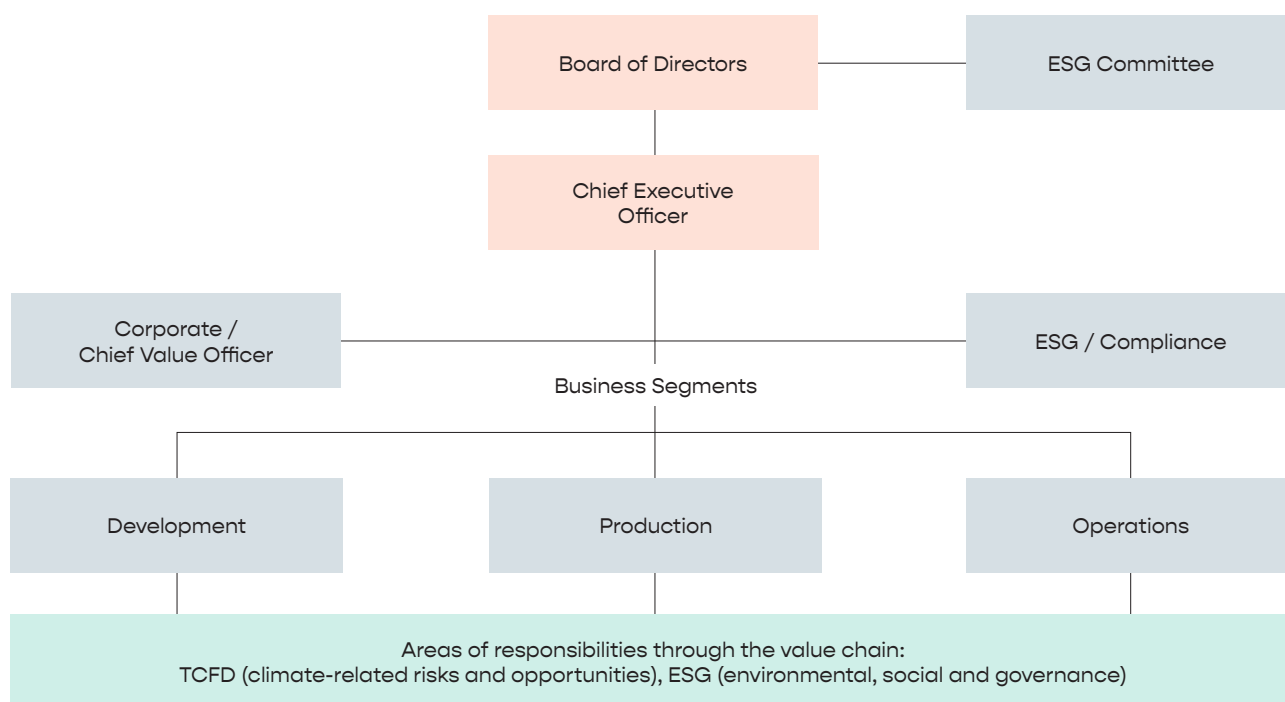 Board of Directors
ESG Committee
Chief Executive
Officer
Corporate /
Chief Value Officer
ESG / Compliance
Business Segments
Development
Production
Operations
Areas of responsibilities through the value chain:
TCFD (climate-related risks and opportunities), ESG (environmental, social and governance)